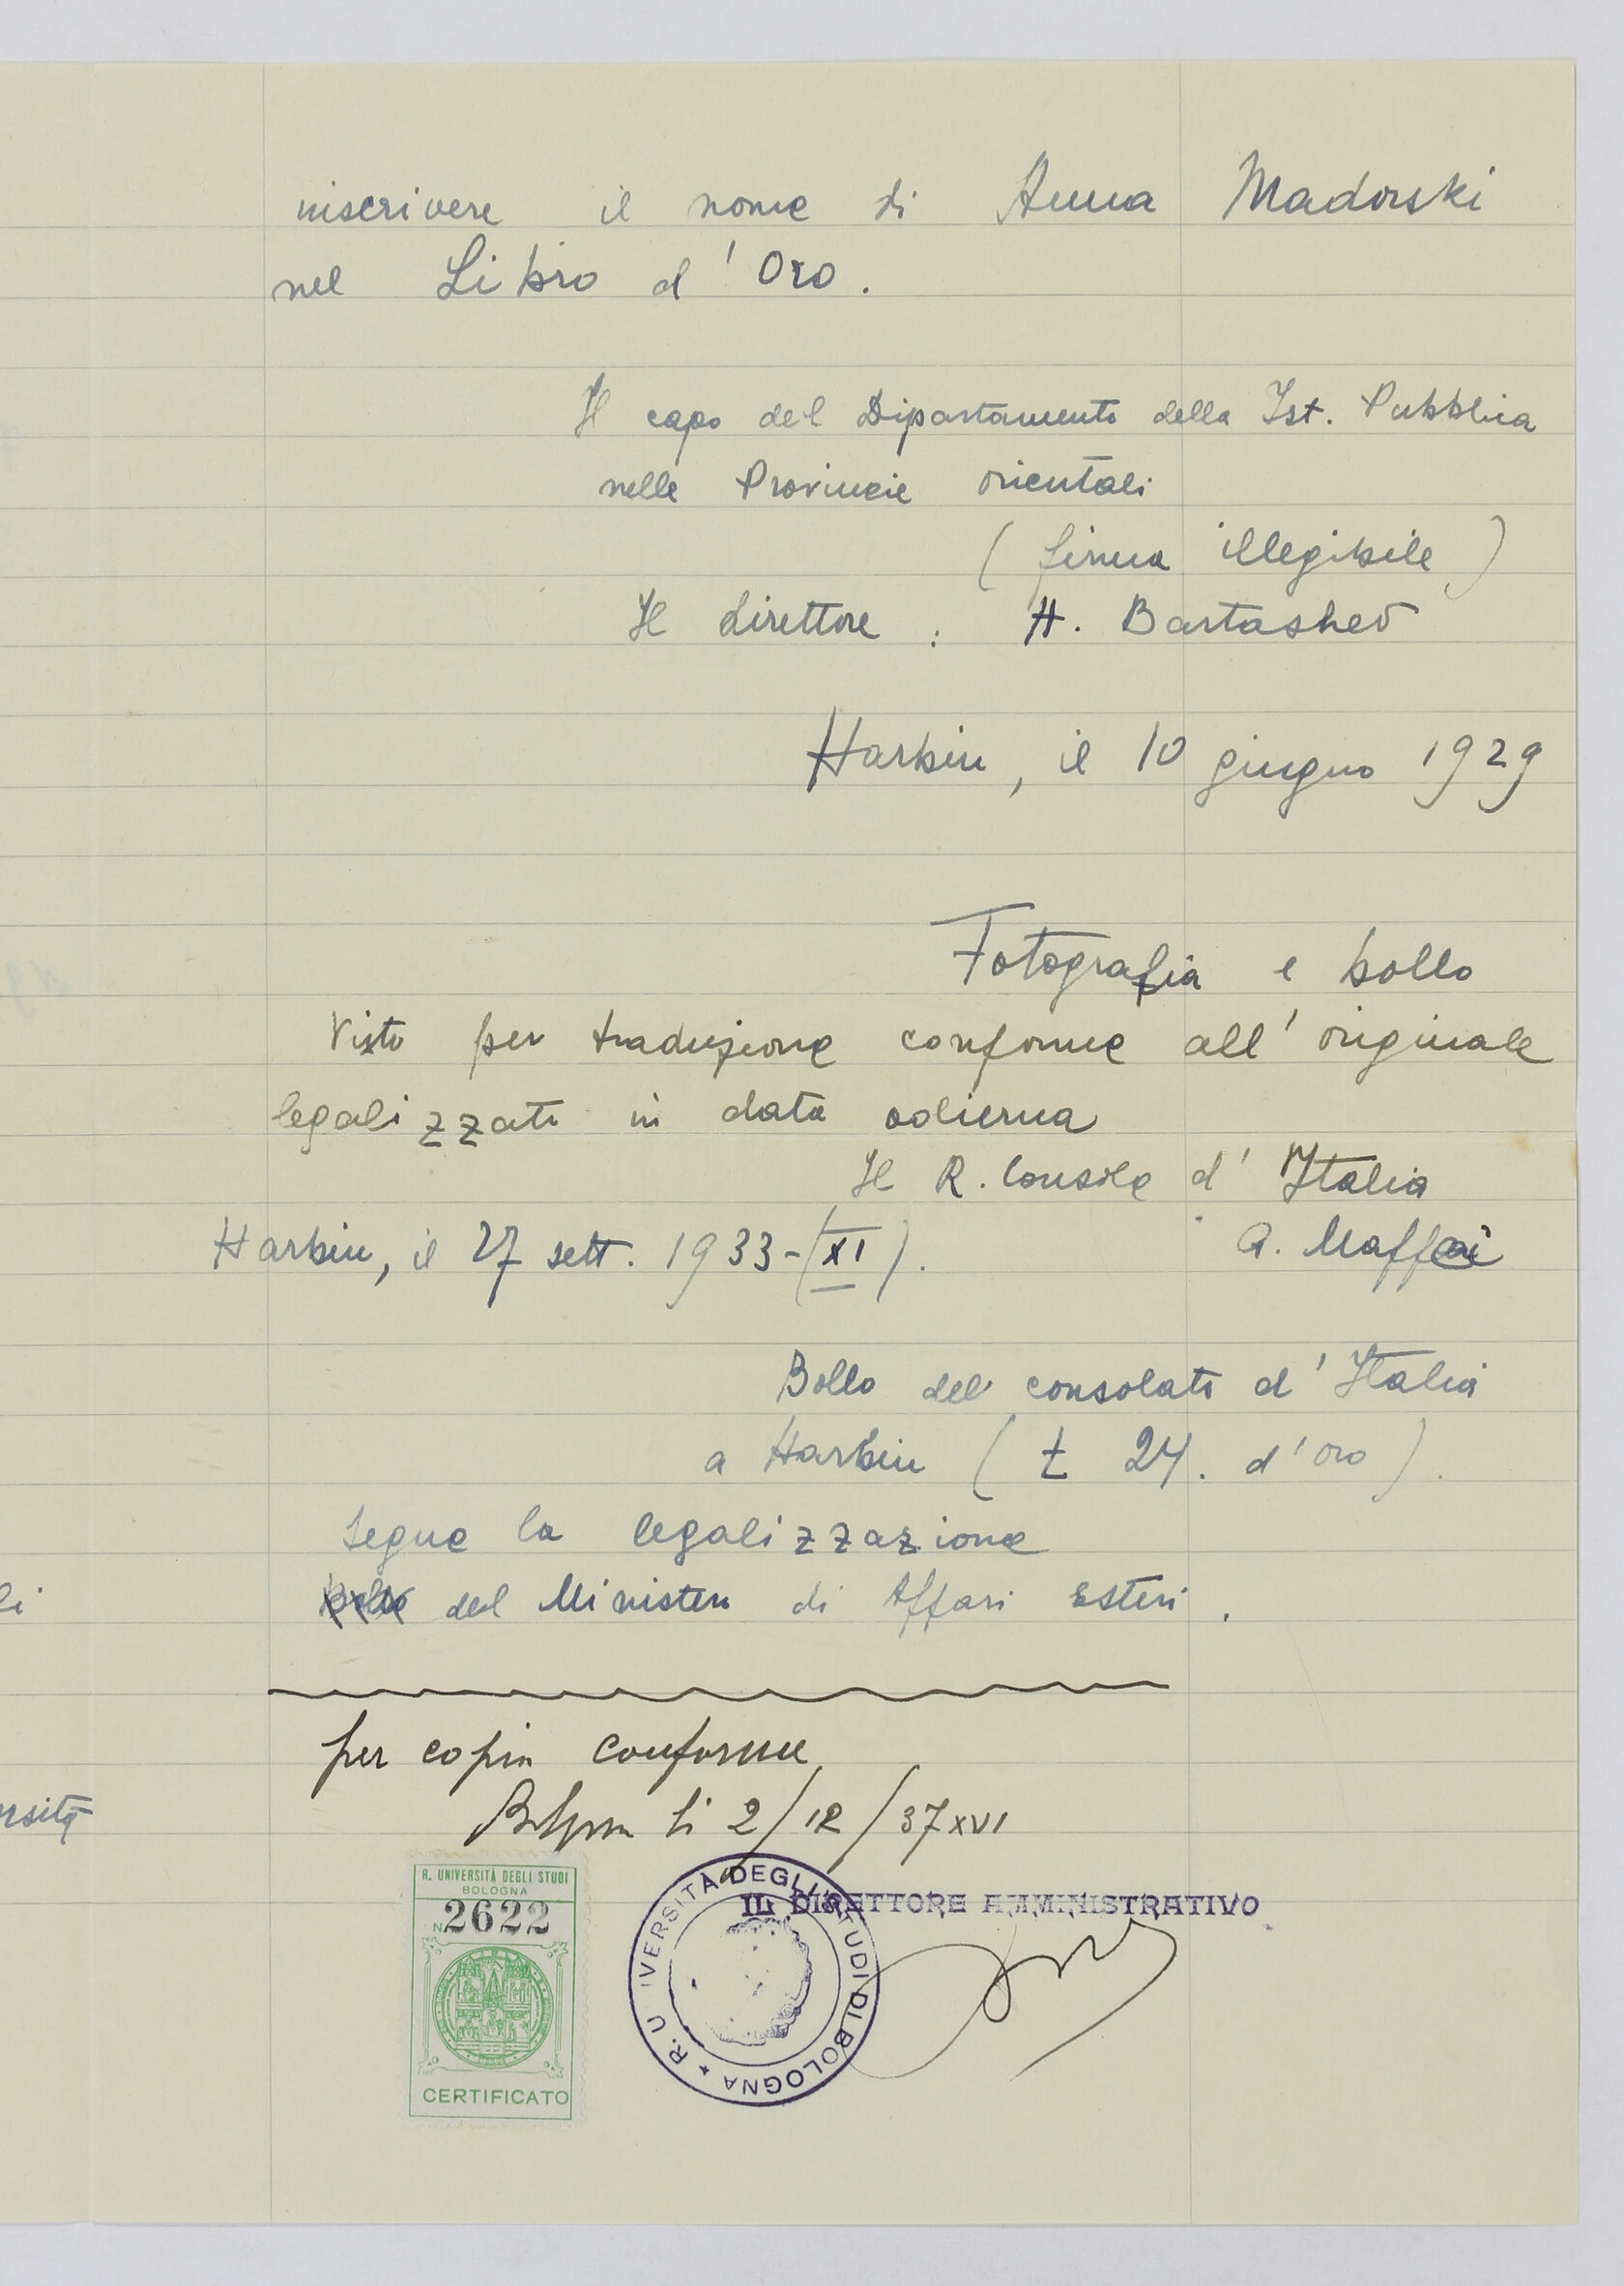 inscrivere il nome di Anna Madorski
nel Libro d'Oro.
Il capo del Dipartamento della Ist. Pubblica
nelle Provincie orientali
( firma illegibile )
Il Direttore : H. Bartashev
Harbin, il 10 giugno 1929
Fotografia e bollo
Visto per traduzione conforme all'originale
legalizzato in data odierna
Il R. Console d'Italia
Harbin, il 27 sett. 1933-(XI).
A. Maffei
Bollo del consolato d'Italia
a Harbin ( £ 24. d'oro ).
Segue la legalizzazione
del Ministero di Affari Esteri.
li
per copia conforme
Bologna li 2/12/37 XVI
ersità
R. UNIVERSITÀ DEGLI STUDI
BOLOGNA
N 2622
CERTIFICATO
R. UNIVERSITÀ DEGLI STUDI DI BOLOGNA
IL DIRETTORE AMMINISTRATIVO